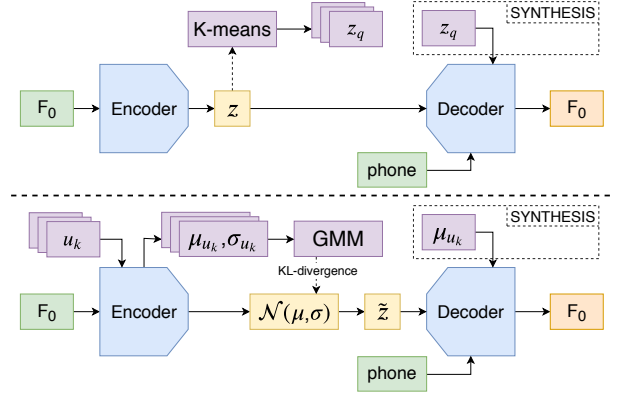 K-means
z_q
z_q
SYNTHESIS
F_0
Encoder
z
Decoder
F_0
phone
u_k
μ_{u_k}, σ_{u_k}
GMM
μ_{u_k}
SYNTHESIS
KL-divergence
F_0
Encoder
𝒩(μ,σ)
z̃
Decoder
F_0
phone